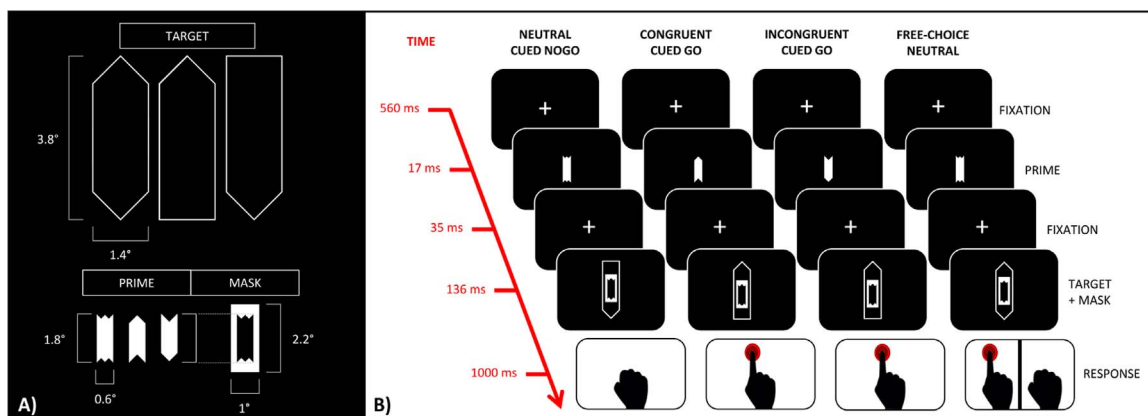 TARGET
3.8°
1.4°
PRIME
MASK
1.8°
2.2°
0.6°
1°
A)
TIME
NEUTRAL
CUED NOGO
CONGRUENT
CUED GO
INCONGRUENT
CUED GO
FREE-CHOICE
NEUTRAL
560 ms
FIXATION
17 ms
PRIME
35 ms
FIXATION
136 ms
TARGET
+ MASK
1000 ms
RESPONSE
B)